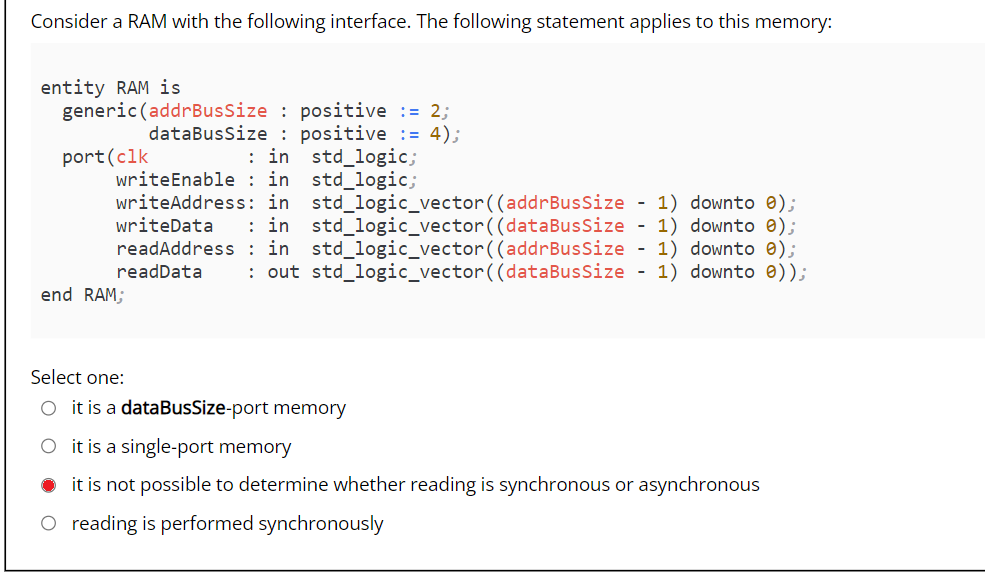 Consider a RAM with the following interface. The following statement applies to this memory:
entity RAM is
  generic(addrBusSize : positive := 2;
          dataBusSize : positive := 4);
  port(clk         : in  std_logic;
       writeEnable : in  std_logic;
       writeAddress: in  std_logic_vector((addrBusSize - 1) downto 0);
       writeData   : in  std_logic_vector((dataBusSize - 1) downto 0);
       readAddress : in  std_logic_vector((addrBusSize - 1) downto 0);
       readData    : out std_logic_vector((dataBusSize - 1) downto 0));
end RAM;
Select one:
it is a dataBusSize-port memory
it is a single-port memory
it is not possible to determine whether reading is synchronous or asynchronous
reading is performed synchronously